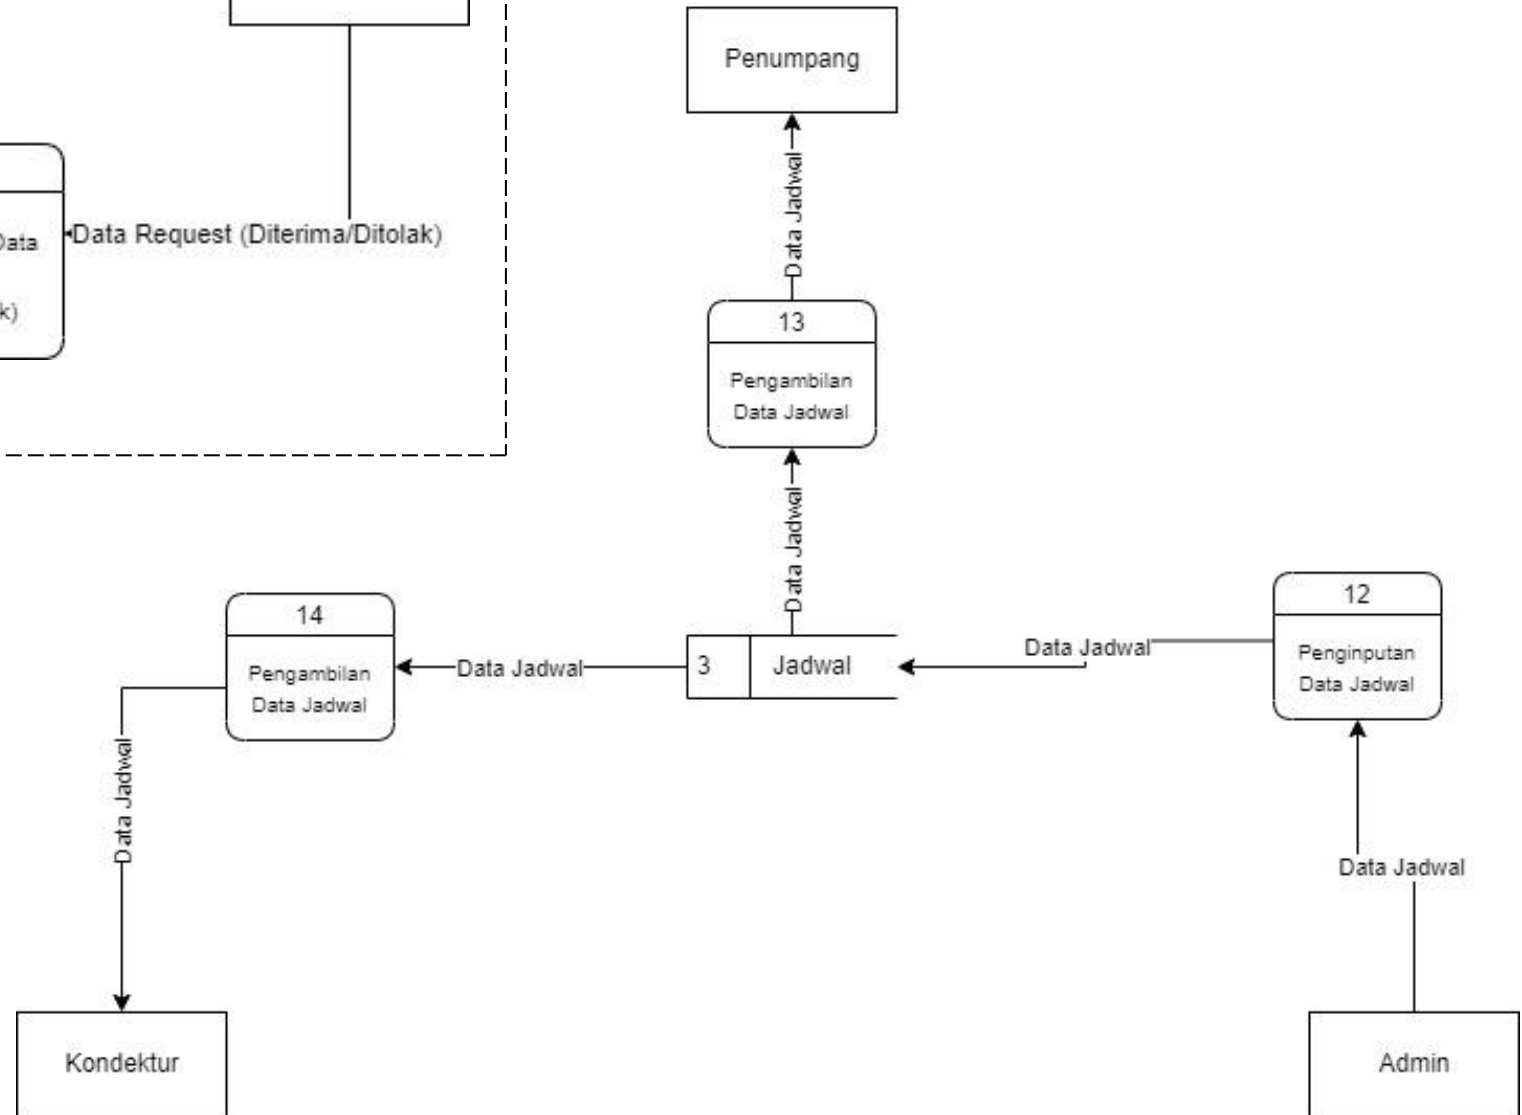 Penumpang
Data Jadwal
Data Request (Diterima/Ditolak)
Data
k)
13
Pengambilan
Data Jadwal
Data Jadwal
14
Pengambilan
Data Jadwal
Data Jadwal
3
Jadwal
Data Jadwal
12
Penginputan
Data Jadwal
Data Jadwal
Data Jadwal
Kondektur
Admin